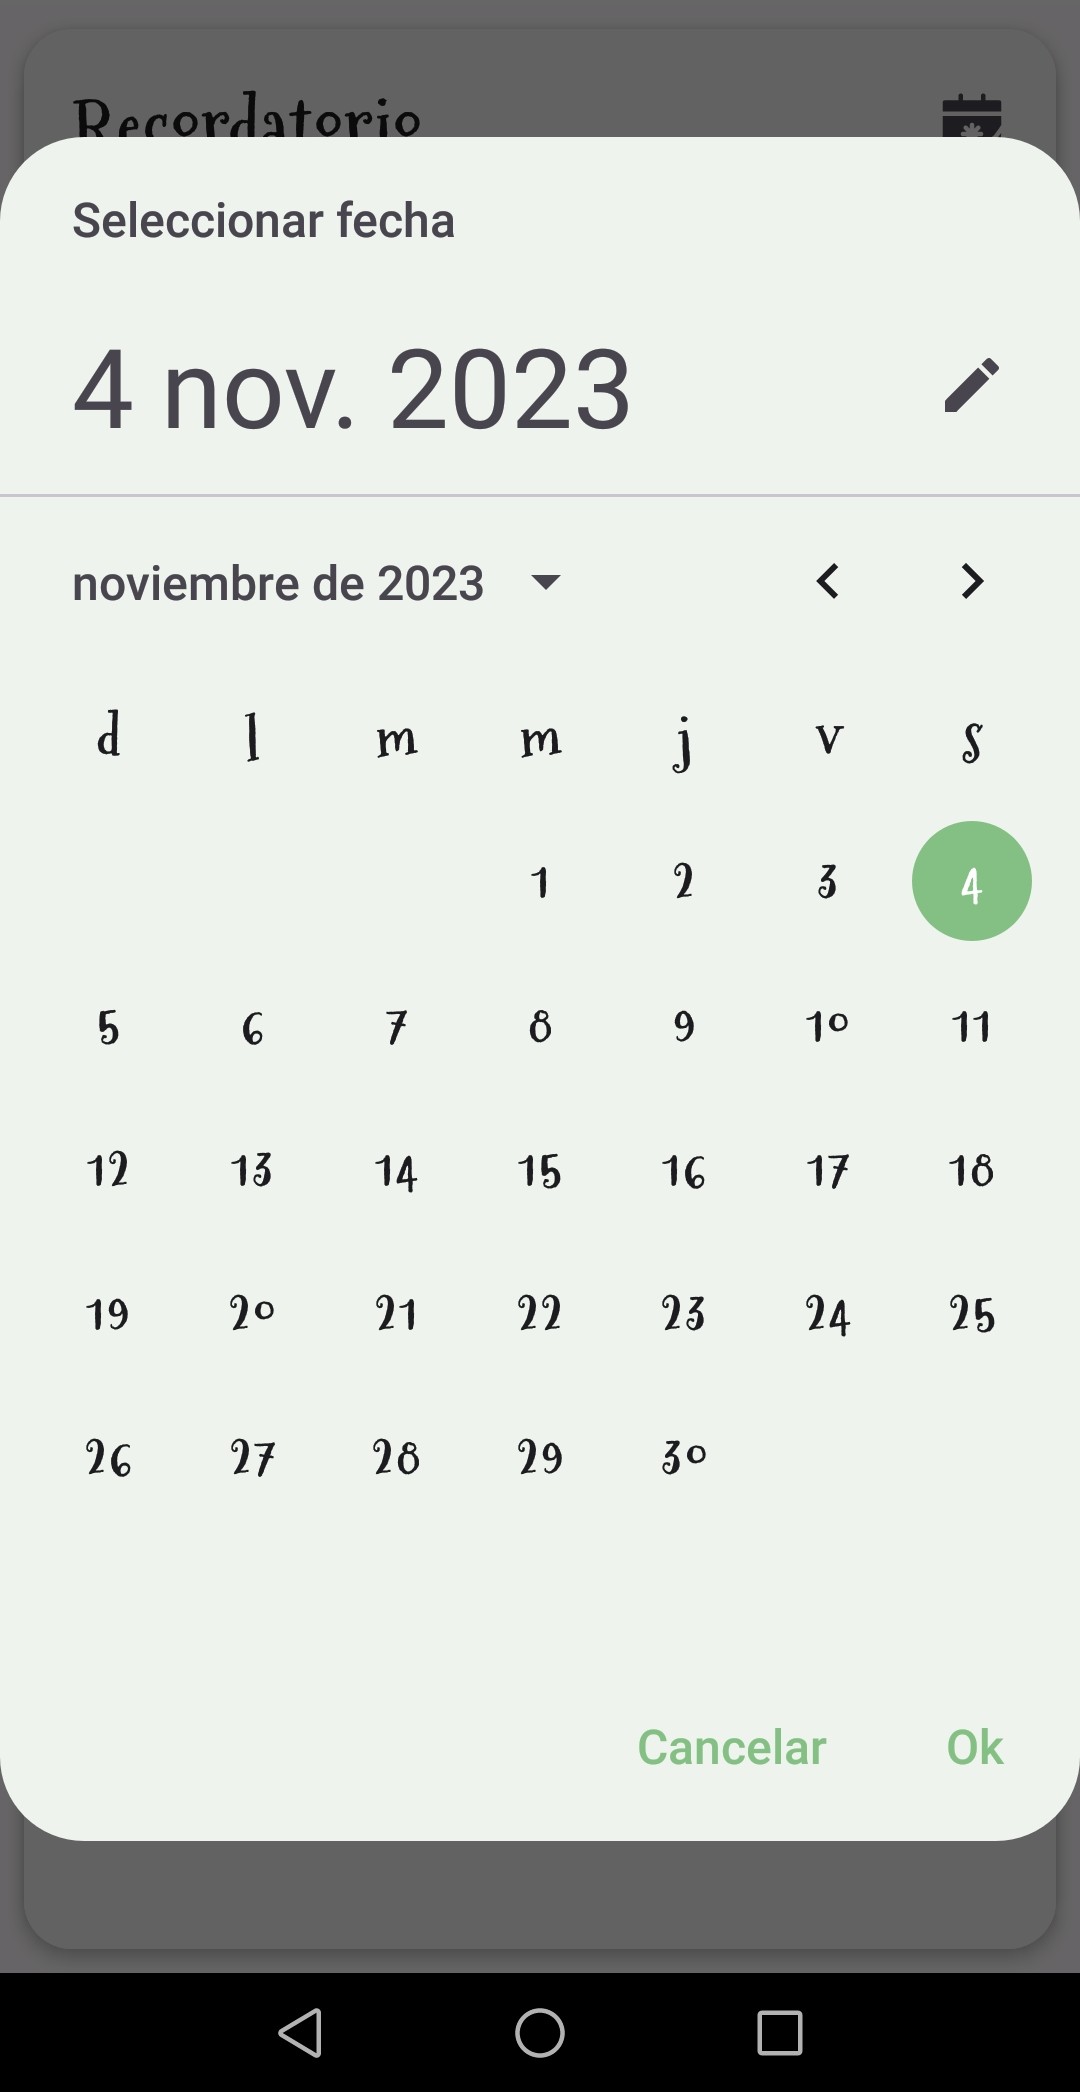 Recordatorio
Seleccionar fecha
4 nov. 2023
noviembre de 2023
d l m m j v s
1 2 3 4
5 6 7 8 9 10 11
12 13 14 15 16 17 18
19 20 21 22 23 24 25
26 27 28 29 30
Cancelar Ok